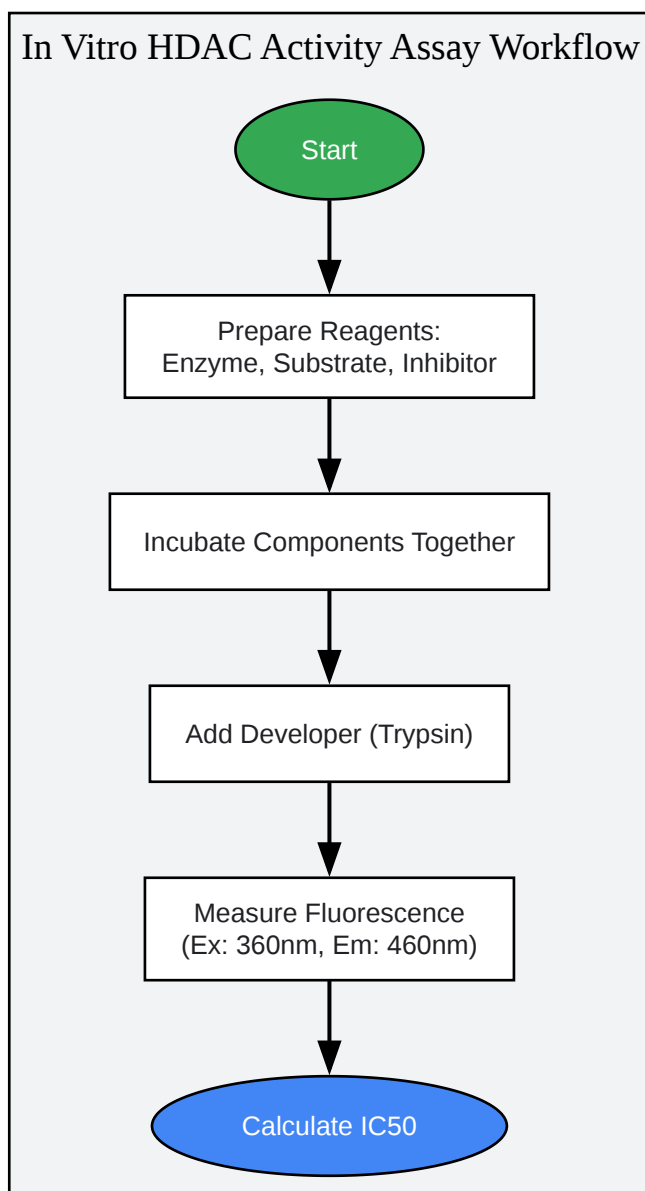 In Vitro HDAC Activity Assay Workflow
Start
Prepare Reagents:
Enzyme, Substrate, Inhibitor
Incubate Components Together
Add Developer (Trypsin)
Measure Fluorescence
(Ex: 360nm, Em: 460nm)
Calculate IC50